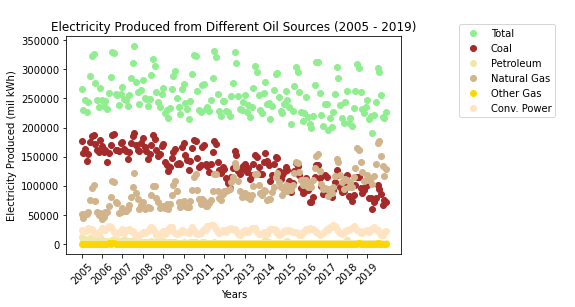 Electricity Produced from Different Oil Sources (2005 - 2019)
Total
Coal
Petroleum
Natural Gas
Other Gas
Conv. Power
350000
300000
250000
200000
150000
100000
50000
0
Electricity Produced (mil kWh)
2005
2006
2007
2008
2009
2010
2011
2012
2013
2014
2015
2016
2017
2018
2019
Years